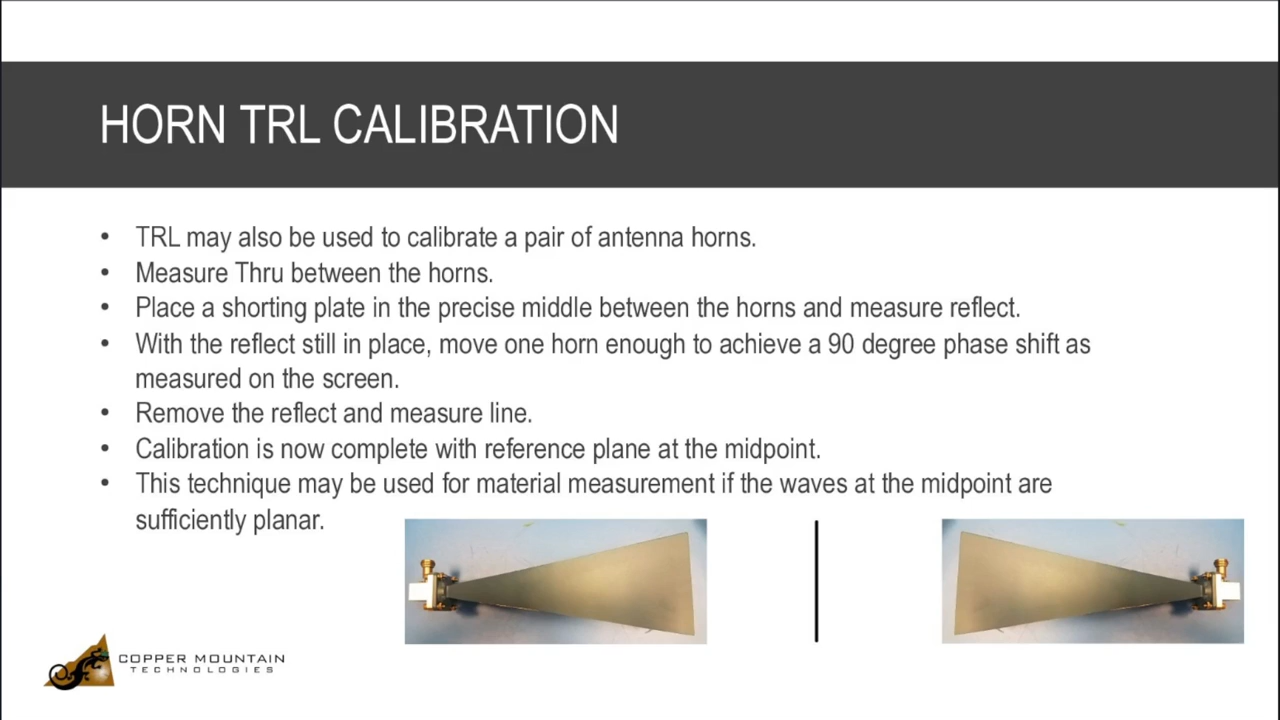 HORN TRL CALIBRATION
• TRL may also be used to calibrate a pair of antenna horns.
• Measure Thru between the horns.
• Place a shorting plate in the precise middle between the horns and measure reflect.
• With the reflect still in place, move one horn enough to achieve a 90 degree phase shift as
measured on the screen.
• Remove the reflect and measure line.
• Calibration is now complete with reference plane at the midpoint.
• This technique may be used for material measurement if the waves at the midpoint are
sufficiently planar.
COPPER MOUNTAIN
TECHNOLOGIES